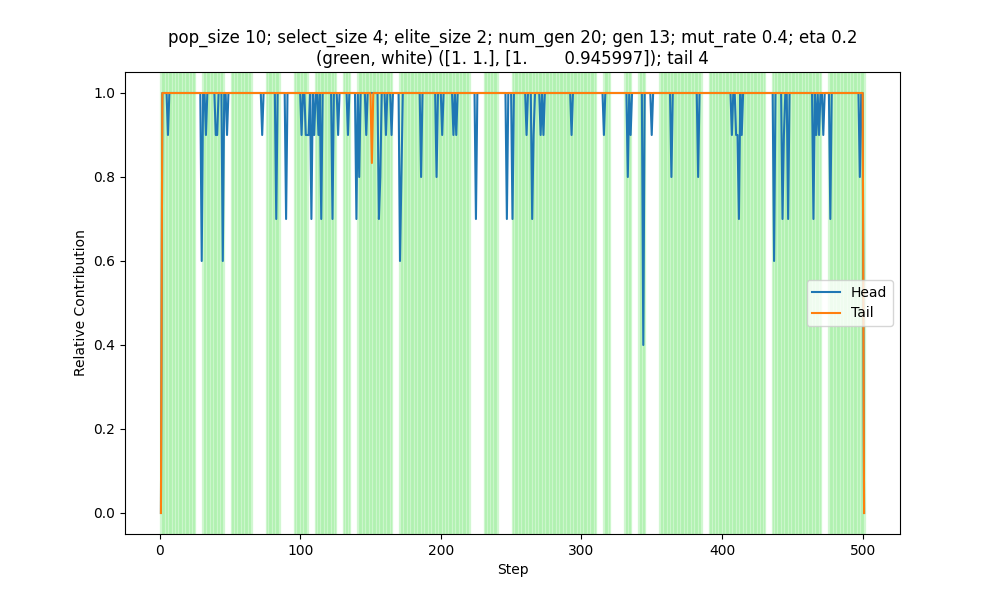 pop_size 10; select_size 4; elite_size 2; num_gen 20; gen 13; mut_rate 0.4; eta 0.2
(green, white) ([1. 1.], [1.       0.945997]); tail 4
1.0
0.8
0.6
0.4
0.2
0.0
Relative Contribution
Head
Tail
0
100
200
300
400
500
Step